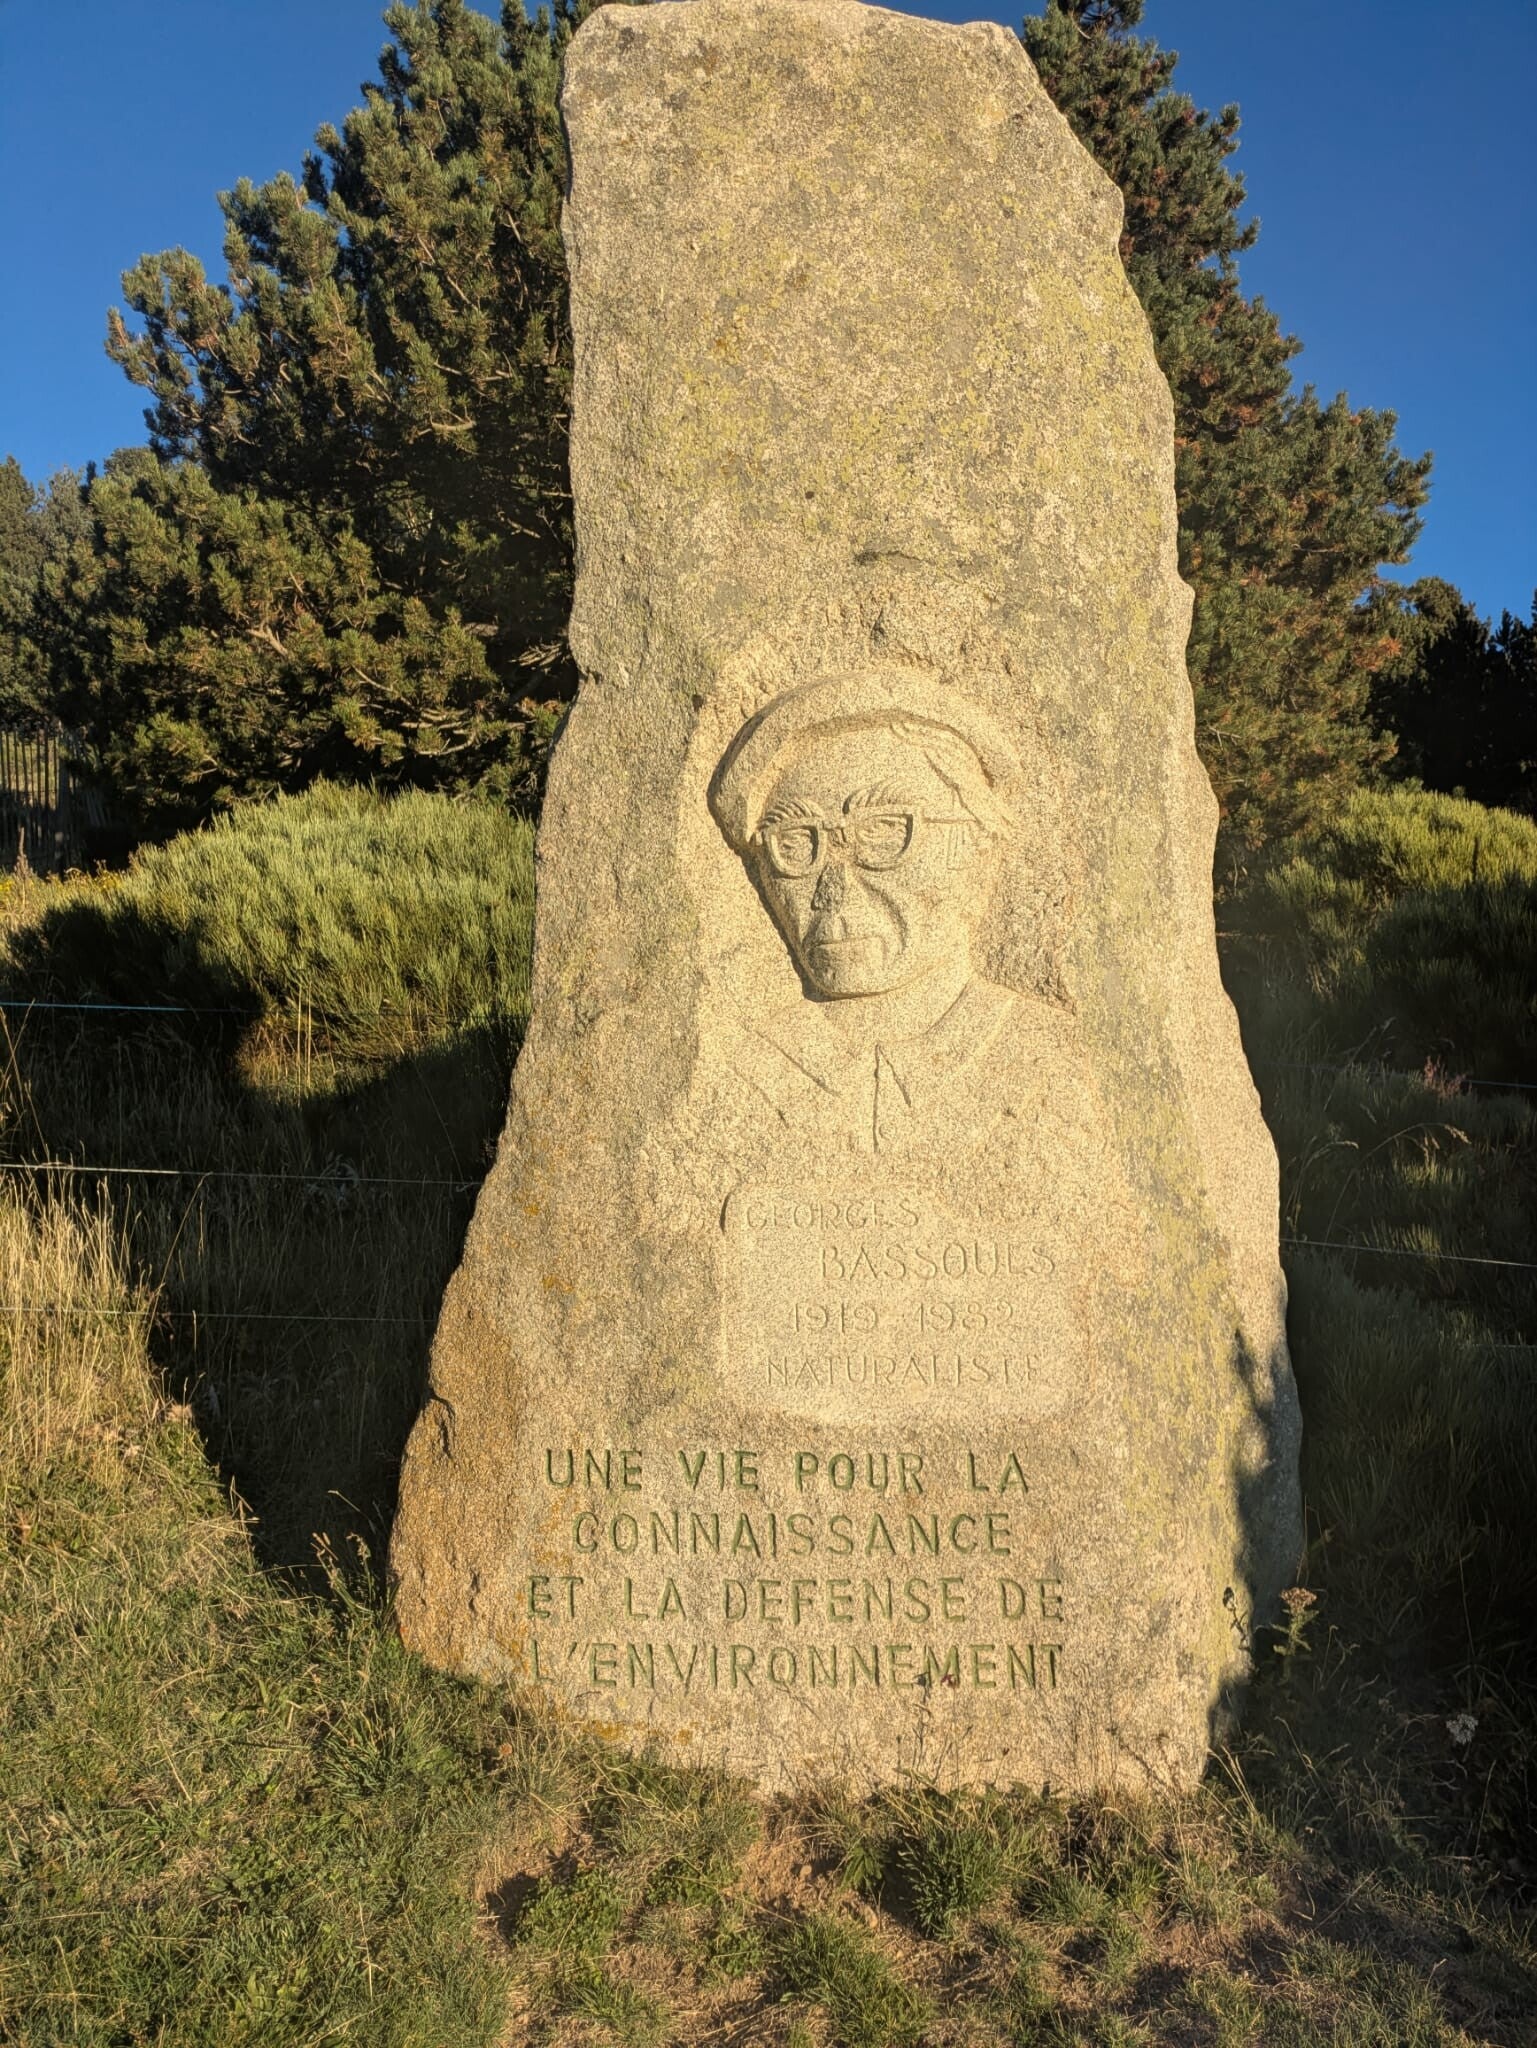 GEORGES
BASSOULS
1919 1982
NATURALISTE
UNE VIE POUR LA
CONNAISSANCE
ET LA DEFENSE DE
L'ENVIRONNEMENT